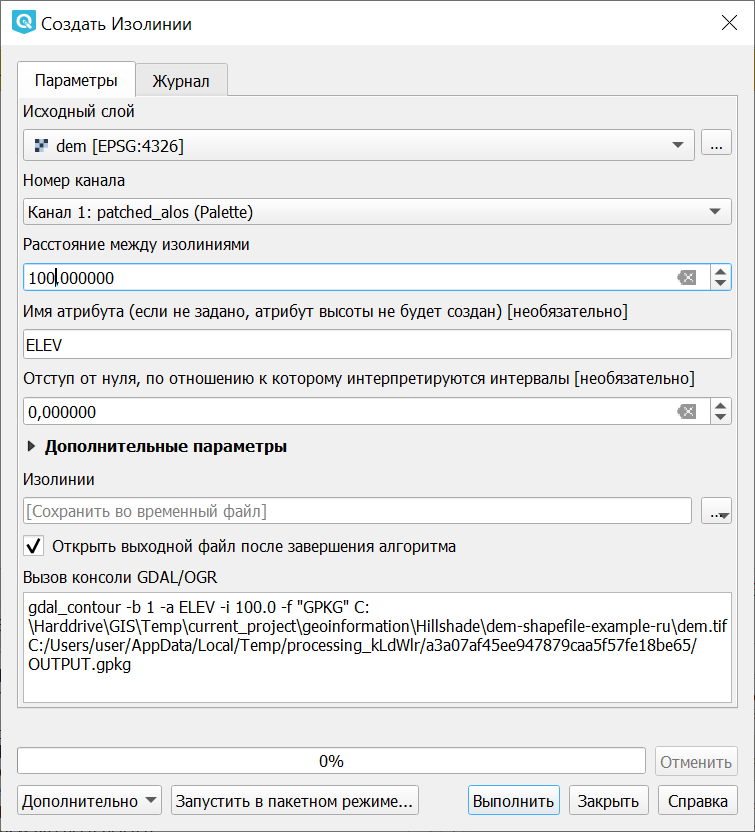 Создать Изолинии
Параметры
Журнал
Исходный слой
dem [EPSG:4326]
...
Номер канала
Канал 1: patched_alos (Palette)
Расстояние между изолиниями
100,000000
Имя атрибута (если не задано, атрибут высоты не будет создан) [необязательно]
ELEV
Отступ от нуля, по отношению к которому интерпретируются интервалы [необязательно]
0,000000
Дополнительные параметры
Изолинии
[Сохранить во временный файл]
...
Открыть выходной файл после завершения алгоритма
Вызов консоли GDAL/OGR
gdal_contour -b 1 -a ELEV -i 100.0 -f "GPKG" C:
\Harddrive\GIS\Temp\current_project\geoinformation\Hillshade\dem-shapefile-example-ru\dem.tif
C:/Users/user/AppData/Local/Temp/processing_kLdWlr/a3a07af45ee947879caa5f57fe18be65/
OUTPUT.gpkg
0%
Отменить
Дополнительно
Запустить в пакетном режиме...
Выполнить
Закрыть
Справка